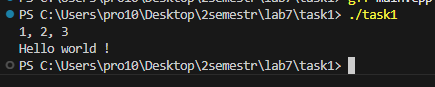 PS C:\Users\pro10\Desktop\2semestr\lab7\task1> ./task1
1, 2, 3
Hello world !
PS C:\Users\pro10\Desktop\2semestr\lab7\task1>